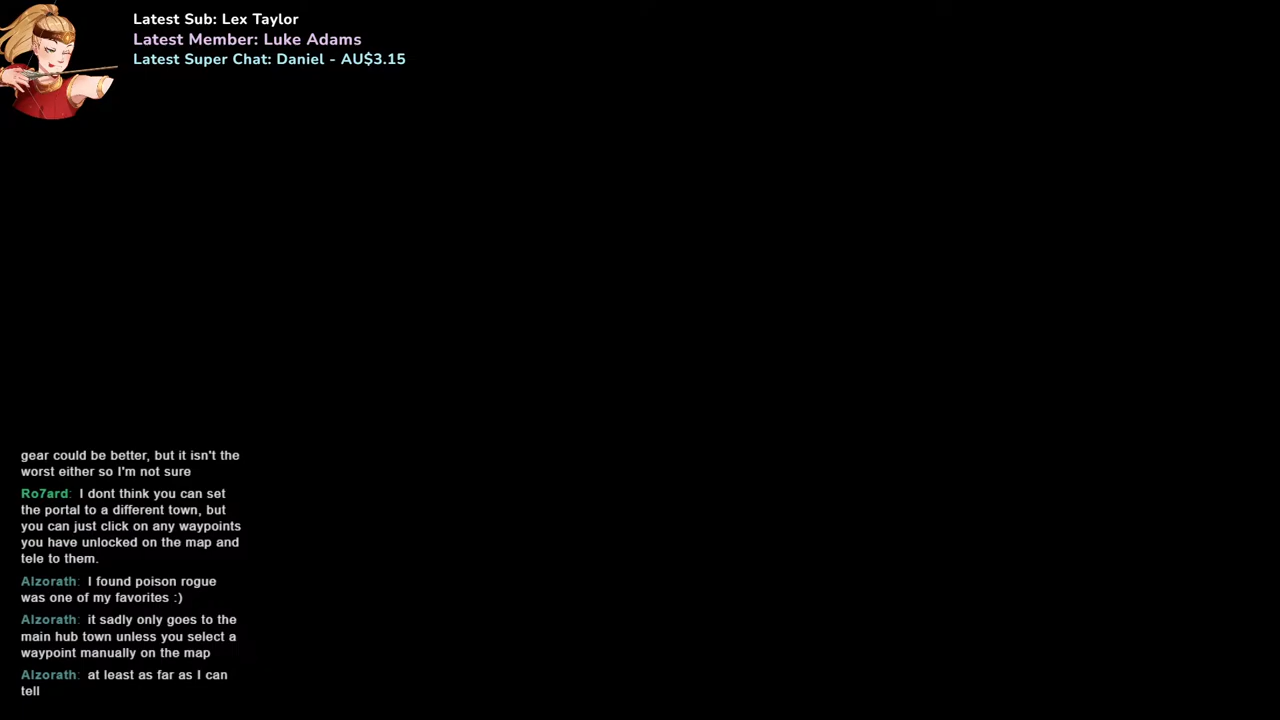 Latest Sub: Lex Taylor
Latest Member: Luke Adams
Latest Super Chat: Daniel - AU$3.15
gear could be better, but it isn't the
worst either so I'm not sure
Ro7ard: I dont think you can set
the portal to a different town, but
you can just click on any waypoints
you have unlocked on the map and
tele to them.
Alzorath: I found poison rogue
was one of my favorites :)
Alzorath: it sadly only goes to the
main hub town unless you select a
waypoint manually on the map
Alzorath: at least as far as I can
tell